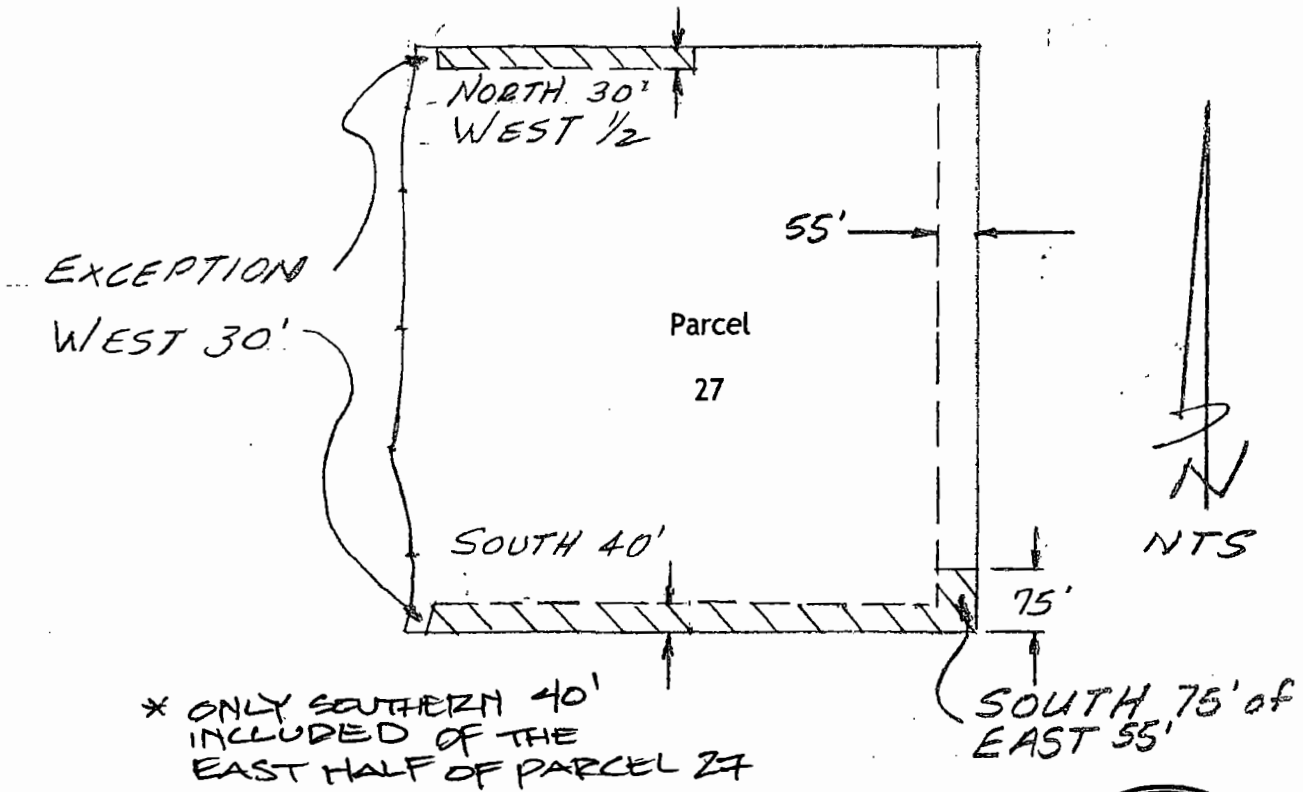 NORTH 30'
WEST 1/2
55'
EXCEPTION
WEST 30'
Parcel
27
N
NTS
SOUTH 40'
75'
* ONLY SOUTHERN 40'
INCLUDED OF THE
EAST HALF OF PARCEL 27
SOUTH 75' of
EAST 55'